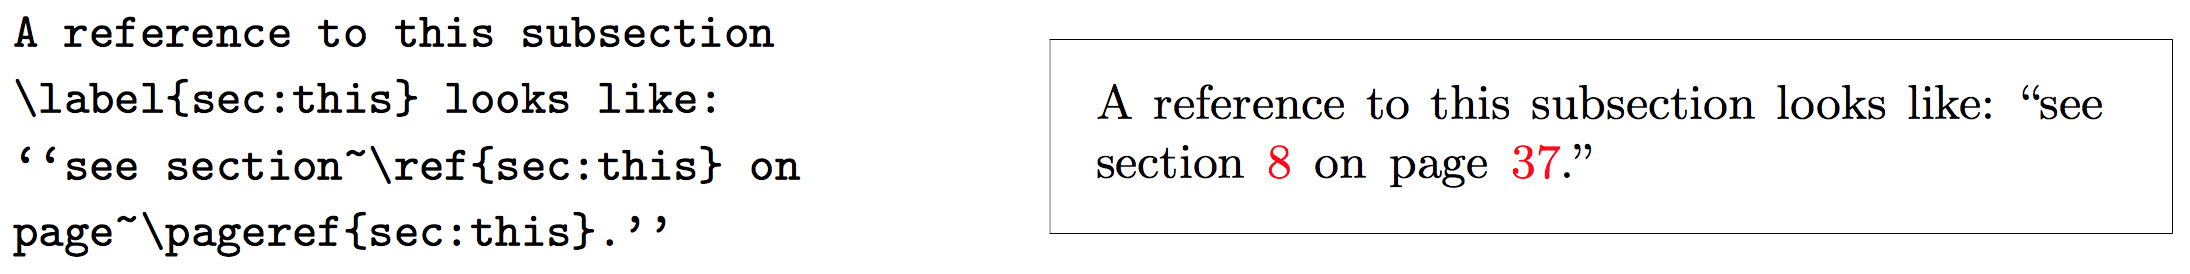 A reference to this subsection
\label{sec:this} looks like:
‘‘see section~\ref{sec:this} on
page~\pageref{sec:this}.’’
A reference to this subsection looks like: “see
section 8 on page 37.”